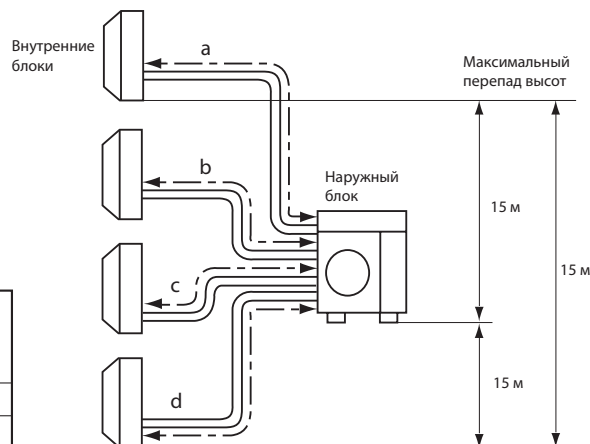 Внутренние
блоки
a
Максимальный
перепад высот
b
Наружный
блок
15 м
15 м
c
15 м
d